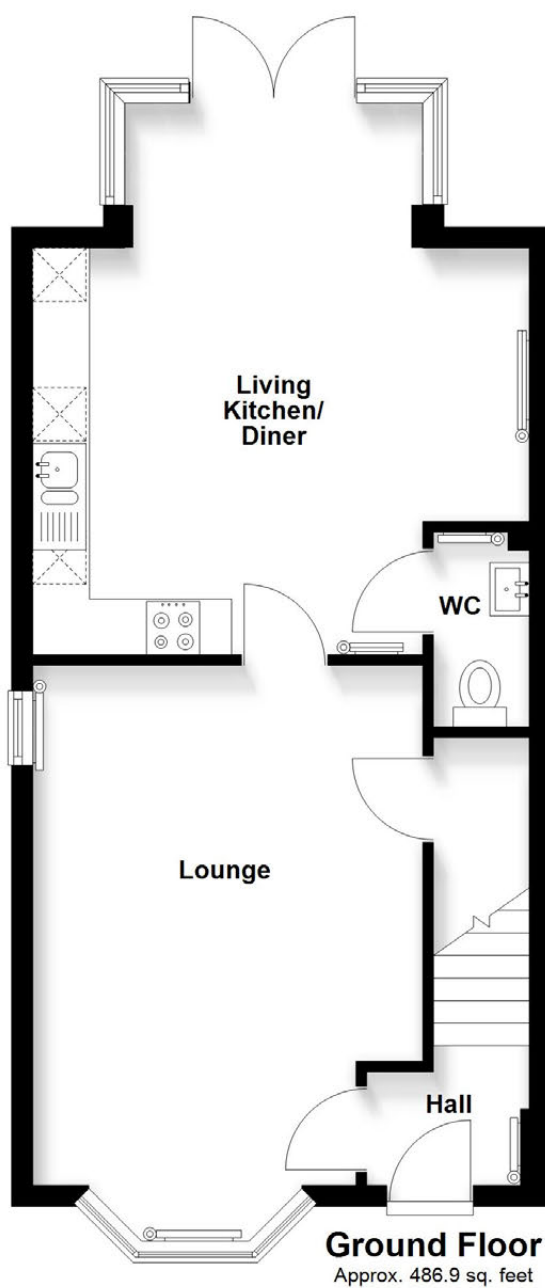 Living
Kitchen/
Diner
WC
Lounge
Hall
Ground Floor
Approx. 486.9 sq. feet